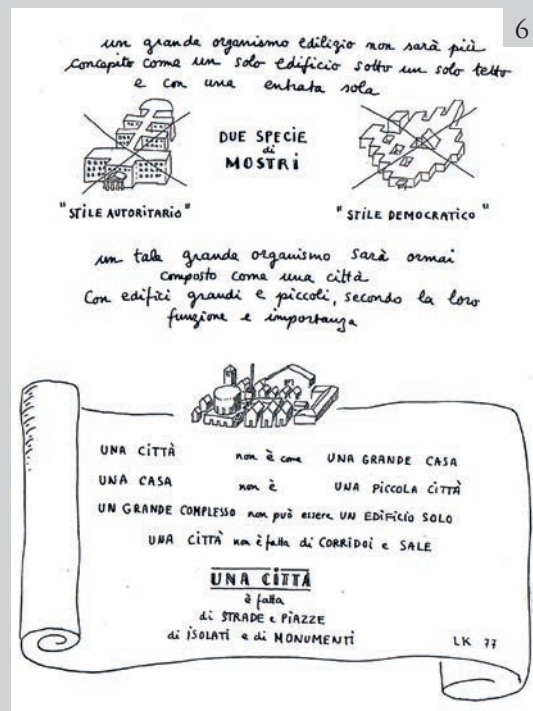 6
un grande organismo ediligio non sarà più
concepito come un solo edificio sotto un solo tetto
e con una entrata sola
DUE SPECIE
di
MOSTRI
"STILE AUTORITARIO"
"STILE DEMOCRATICO"
un tale grande organismo sarà ormai
composto come una città
Con edifici grandi e piccoli, secondo la loro
funzione e importanza
UNA CITTÀ non è come UNA GRANDE CASA
UNA CASA non è UNA PICCOLA CITTÀ
UN GRANDE COMPLESSO non può essere UN EDIFICIO SOLO
UNA CITTÀ non è fatta di CORRIDOI e SALE
UNA CITTÀ
è fatta
di STRADE e PIAZZE
di ISOLATI e di MONUMENTI
LK 77